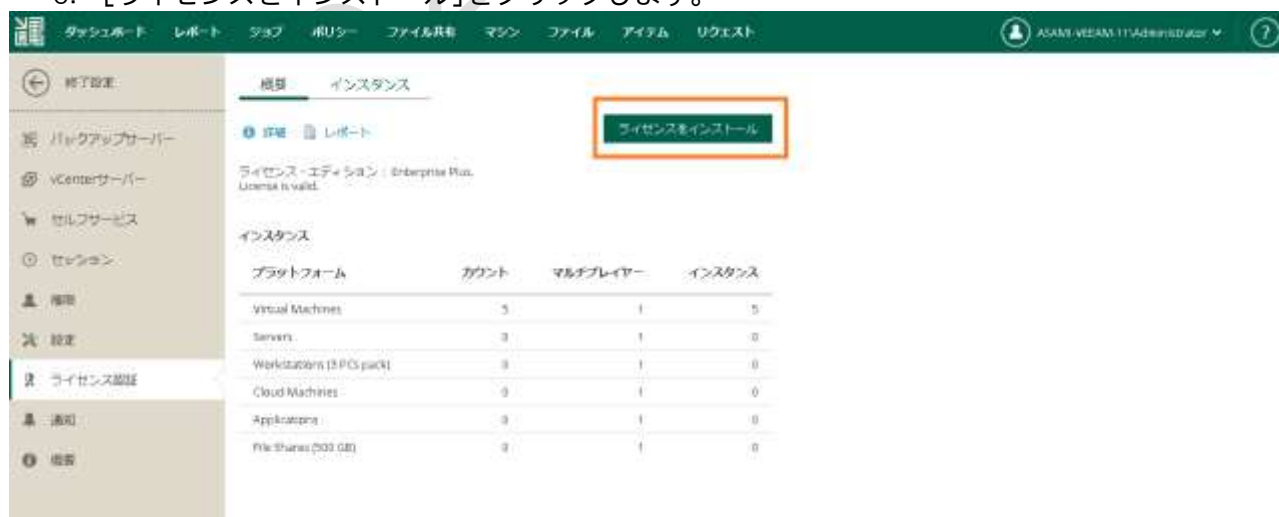 [ライセンスをインストール]をクリックします。
ダッシュボード レポート ジョブ ポリシー ファイル共有 マシン ファイル アイテム リクエスト ASAMI-VEEAM-11\Administrator
終了設定
バックアップサーバー
vCenterサーバー
セルフサービス
セッション
権限
設定
ライセンス認証
通知
概要
概要 インスタンス
詳細 レポート ライセンスをインストール
ライセンス・エディション : Enterprise Plus.
License is valid.
インスタンス
プラットフォーム カウント マルチプレイヤー インスタンス
Virtual Machines 5 1 5
Servers 0 1 0
Workstations (3 PCs pack) 0 1 0
Cloud Machines 0 1 0
Applications 0 1 0
File Shares (500 GB) 0 1 0